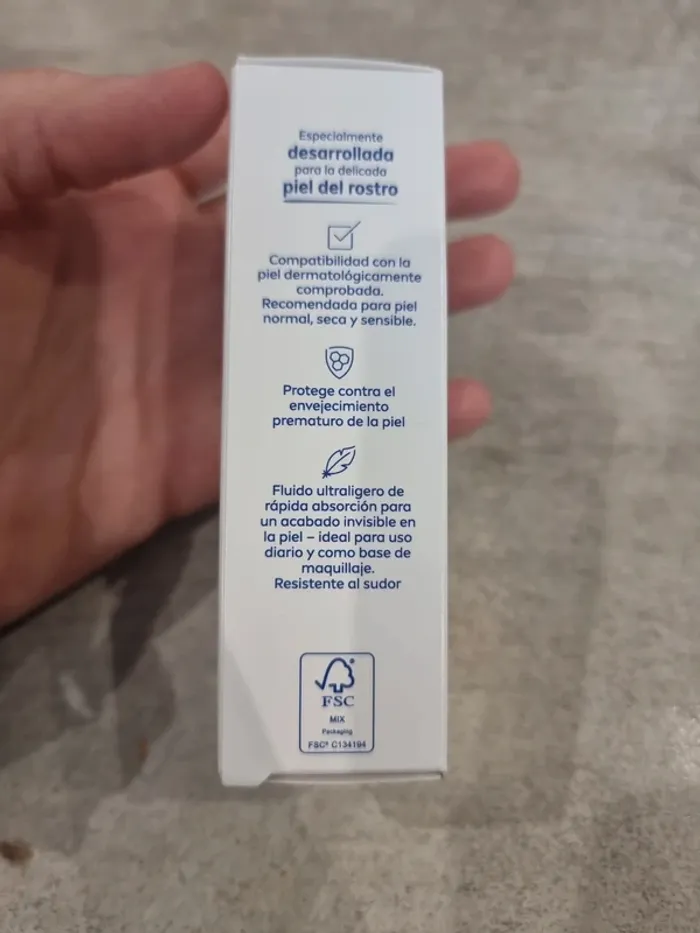 Especialmente
desarrollada
para la delicada
piel del rostro
Compatibilidad con la
piel dermatológicamente
comprobada.
Recomendada para piel
normal, seca y sensible.
Protege contra el
envejecimiento
prematuro de la piel
Fluido ultraligero de
rápida absorción para
un acabado invisible en
la piel – ideal para uso
diario y como base de
maquillaje.
Resistente al sudor
®
FSC
MIX
Packaging
FSC® C134194